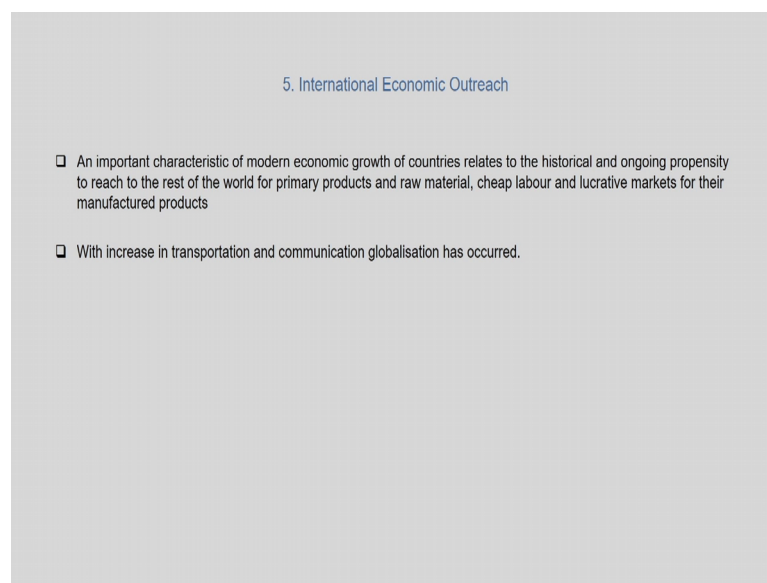 5. International Economic Outreach
❑ An important characteristic of modern economic growth of countries relates to the historical and ongoing propensity
to reach to the rest of the world for primary products and raw material, cheap labour and lucrative markets for their
manufactured products
❑ With increase in transportation and communication globalisation has occurred.